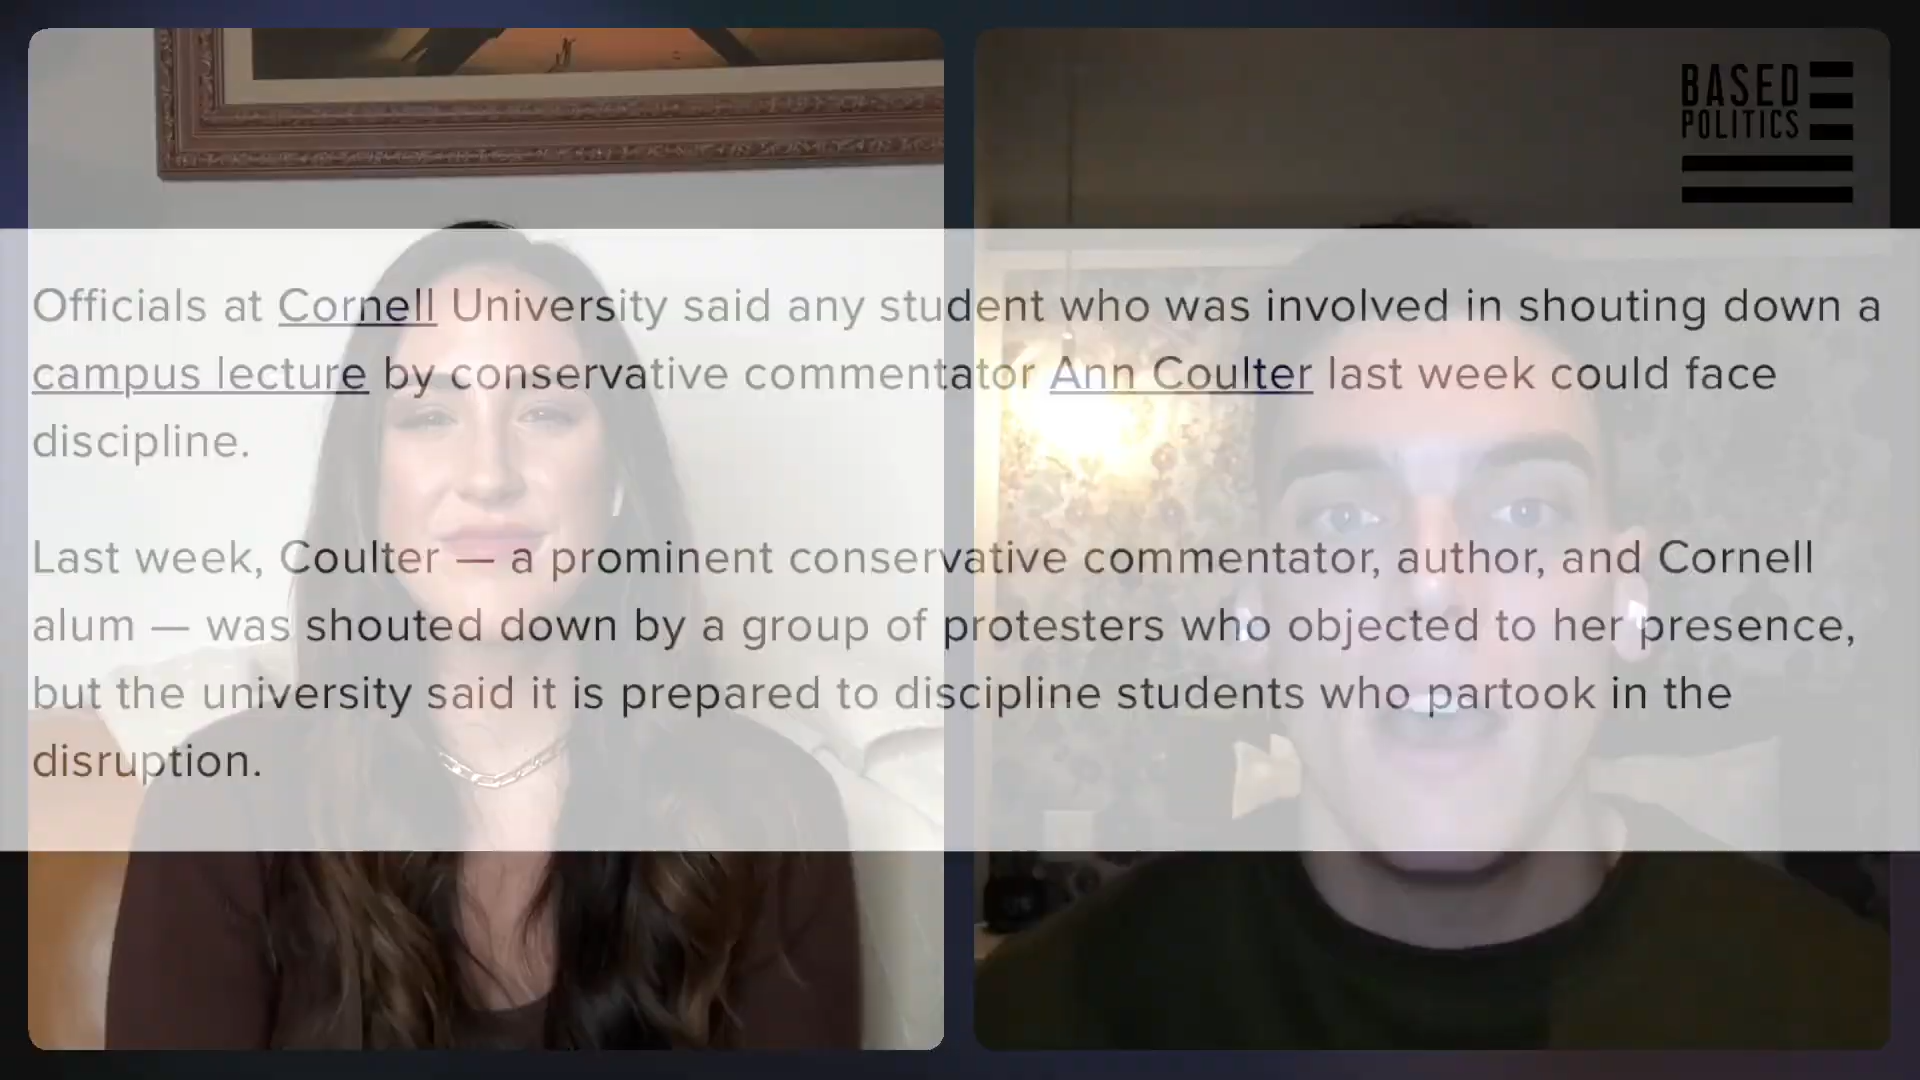 BASED
POLITICS
Officials at Cornell University said any student who was involved in shouting down a
campus lecture by conservative commentator Ann Coulter last week could face
discipline.
Last week, Coulter — a prominent conservative commentator, author, and Cornell
alum — was shouted down by a group of protesters who objected to her presence,
but the university said it is prepared to discipline students who partook in the
disruption.